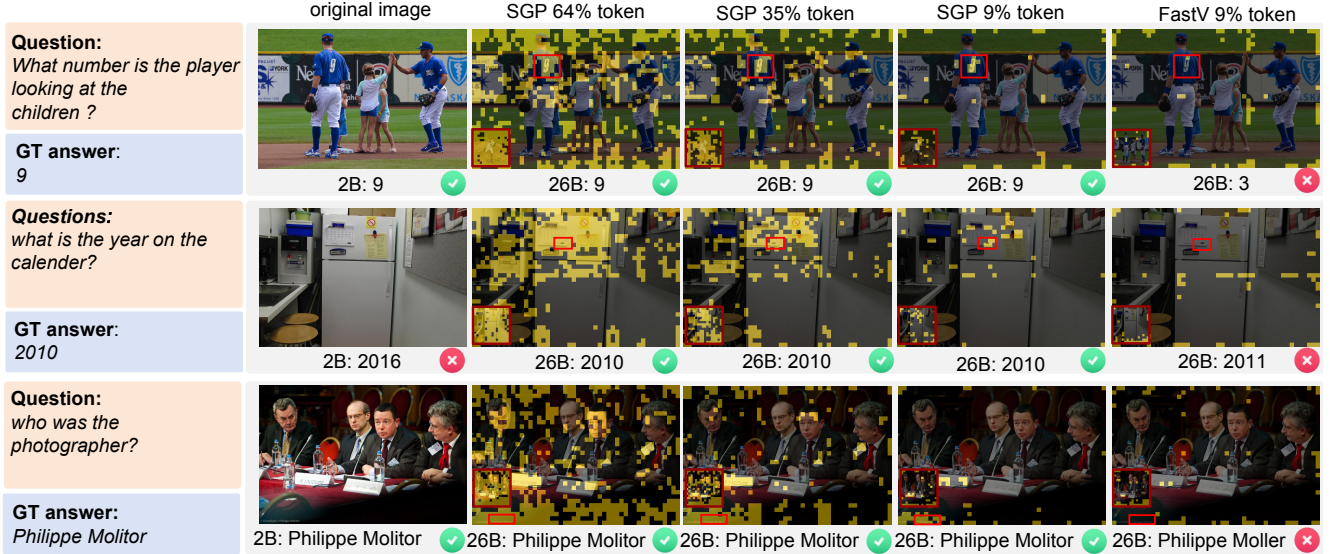 original image
SGP 64% token
SGP 35% token
SGP 9% token
FastV 9% token
Question:
What number is the player
looking at the
children ?
GT answer:
9
2B: 9
26B: 9
26B: 9
26B: 9
26B: 3
Questions:
what is the year on the
calender?
GT answer:
2010
2B: 2016
26B: 2010
26B: 2010
26B: 2010
26B: 2011
Question:
who was the
photographer?
GT answer:
Philippe Molitor
2B: Philippe Molitor
26B: Philippe Molitor
26B: Philippe Molitor
26B: Philippe Molitor
26B: Philippe Moller